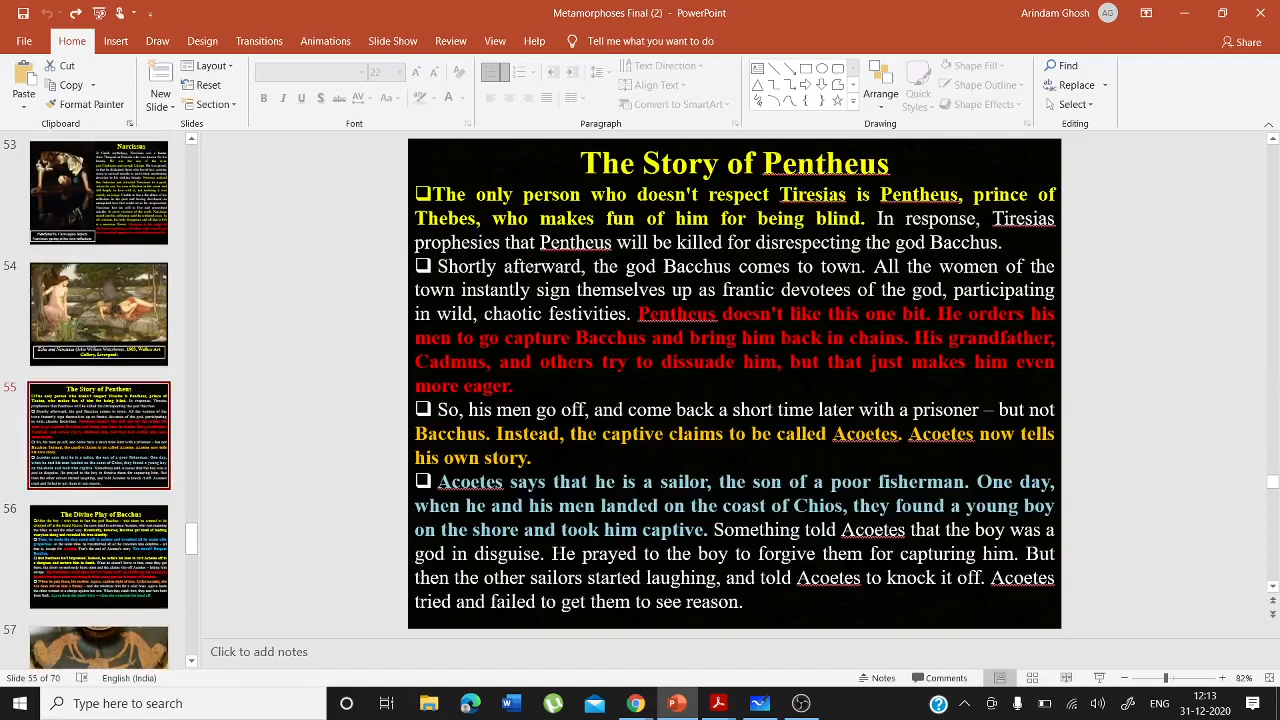 Metamorphoses_Final - PowerPoint
Anirban Ghosh
AG
File
Home
Insert
Draw
Design
Transitions
Animations
Slide Show
Review
View
Help
Tell me what you want to do
Share
Paste
Cut
Copy
Format Painter
Clipboard
New
Slide
Layout
Reset
Section
Slides
22
Font
Text Direction
Align Text
Convert to SmartArt
Paragraph
Arrange
Quick
Styles
Shape Fill
Shape Outline
Shape Effects
Drawing
Find
Replace
Select
Editing
53
Narcissus
54
55
The Story of Pentheus
56
The Divine Play of Bacchus
57
The Story of Pentheus
The only person who doesn't respect Tiresias is Pentheus, prince of
Thebes, who makes fun of him for being blind. In response, Tiresias
prophesies that Pentheus will be killed for disrespecting the god Bacchus.
Shortly afterward, the god Bacchus comes to town. All the women of the
town instantly sign themselves up as frantic devotees of the god, participating
in wild, chaotic festivities. Pentheus doesn't like this one bit. He orders his
men to go capture Bacchus and bring him back in chains. His grandfather,
Cadmus, and others try to dissuade him, but that just makes him even
more eager.
So, his men go off, and come back a short time later with a prisoner – but not
Bacchus. Instead, the captive claims to be called Acoetes. Acoetes now tells
his own story.
Acoetes says that he is a sailor, the son of a poor fisherman. One day,
when he and his men landed on the coast of Chios, they found a young boy
on the shore and took him captive. Something told Acoetes that the boy was a
god in disguise. He prayed to the boy to forgive them for capturing him. But
then the other sailors started laughing, and told Acoetes to knock it off. Acoetes
tried and failed to get them to see reason.
Click to add notes
Slide 55 of 70
English (India)
Notes
Comments
82%
Type here to search
ENG
12:13
31-12-2020